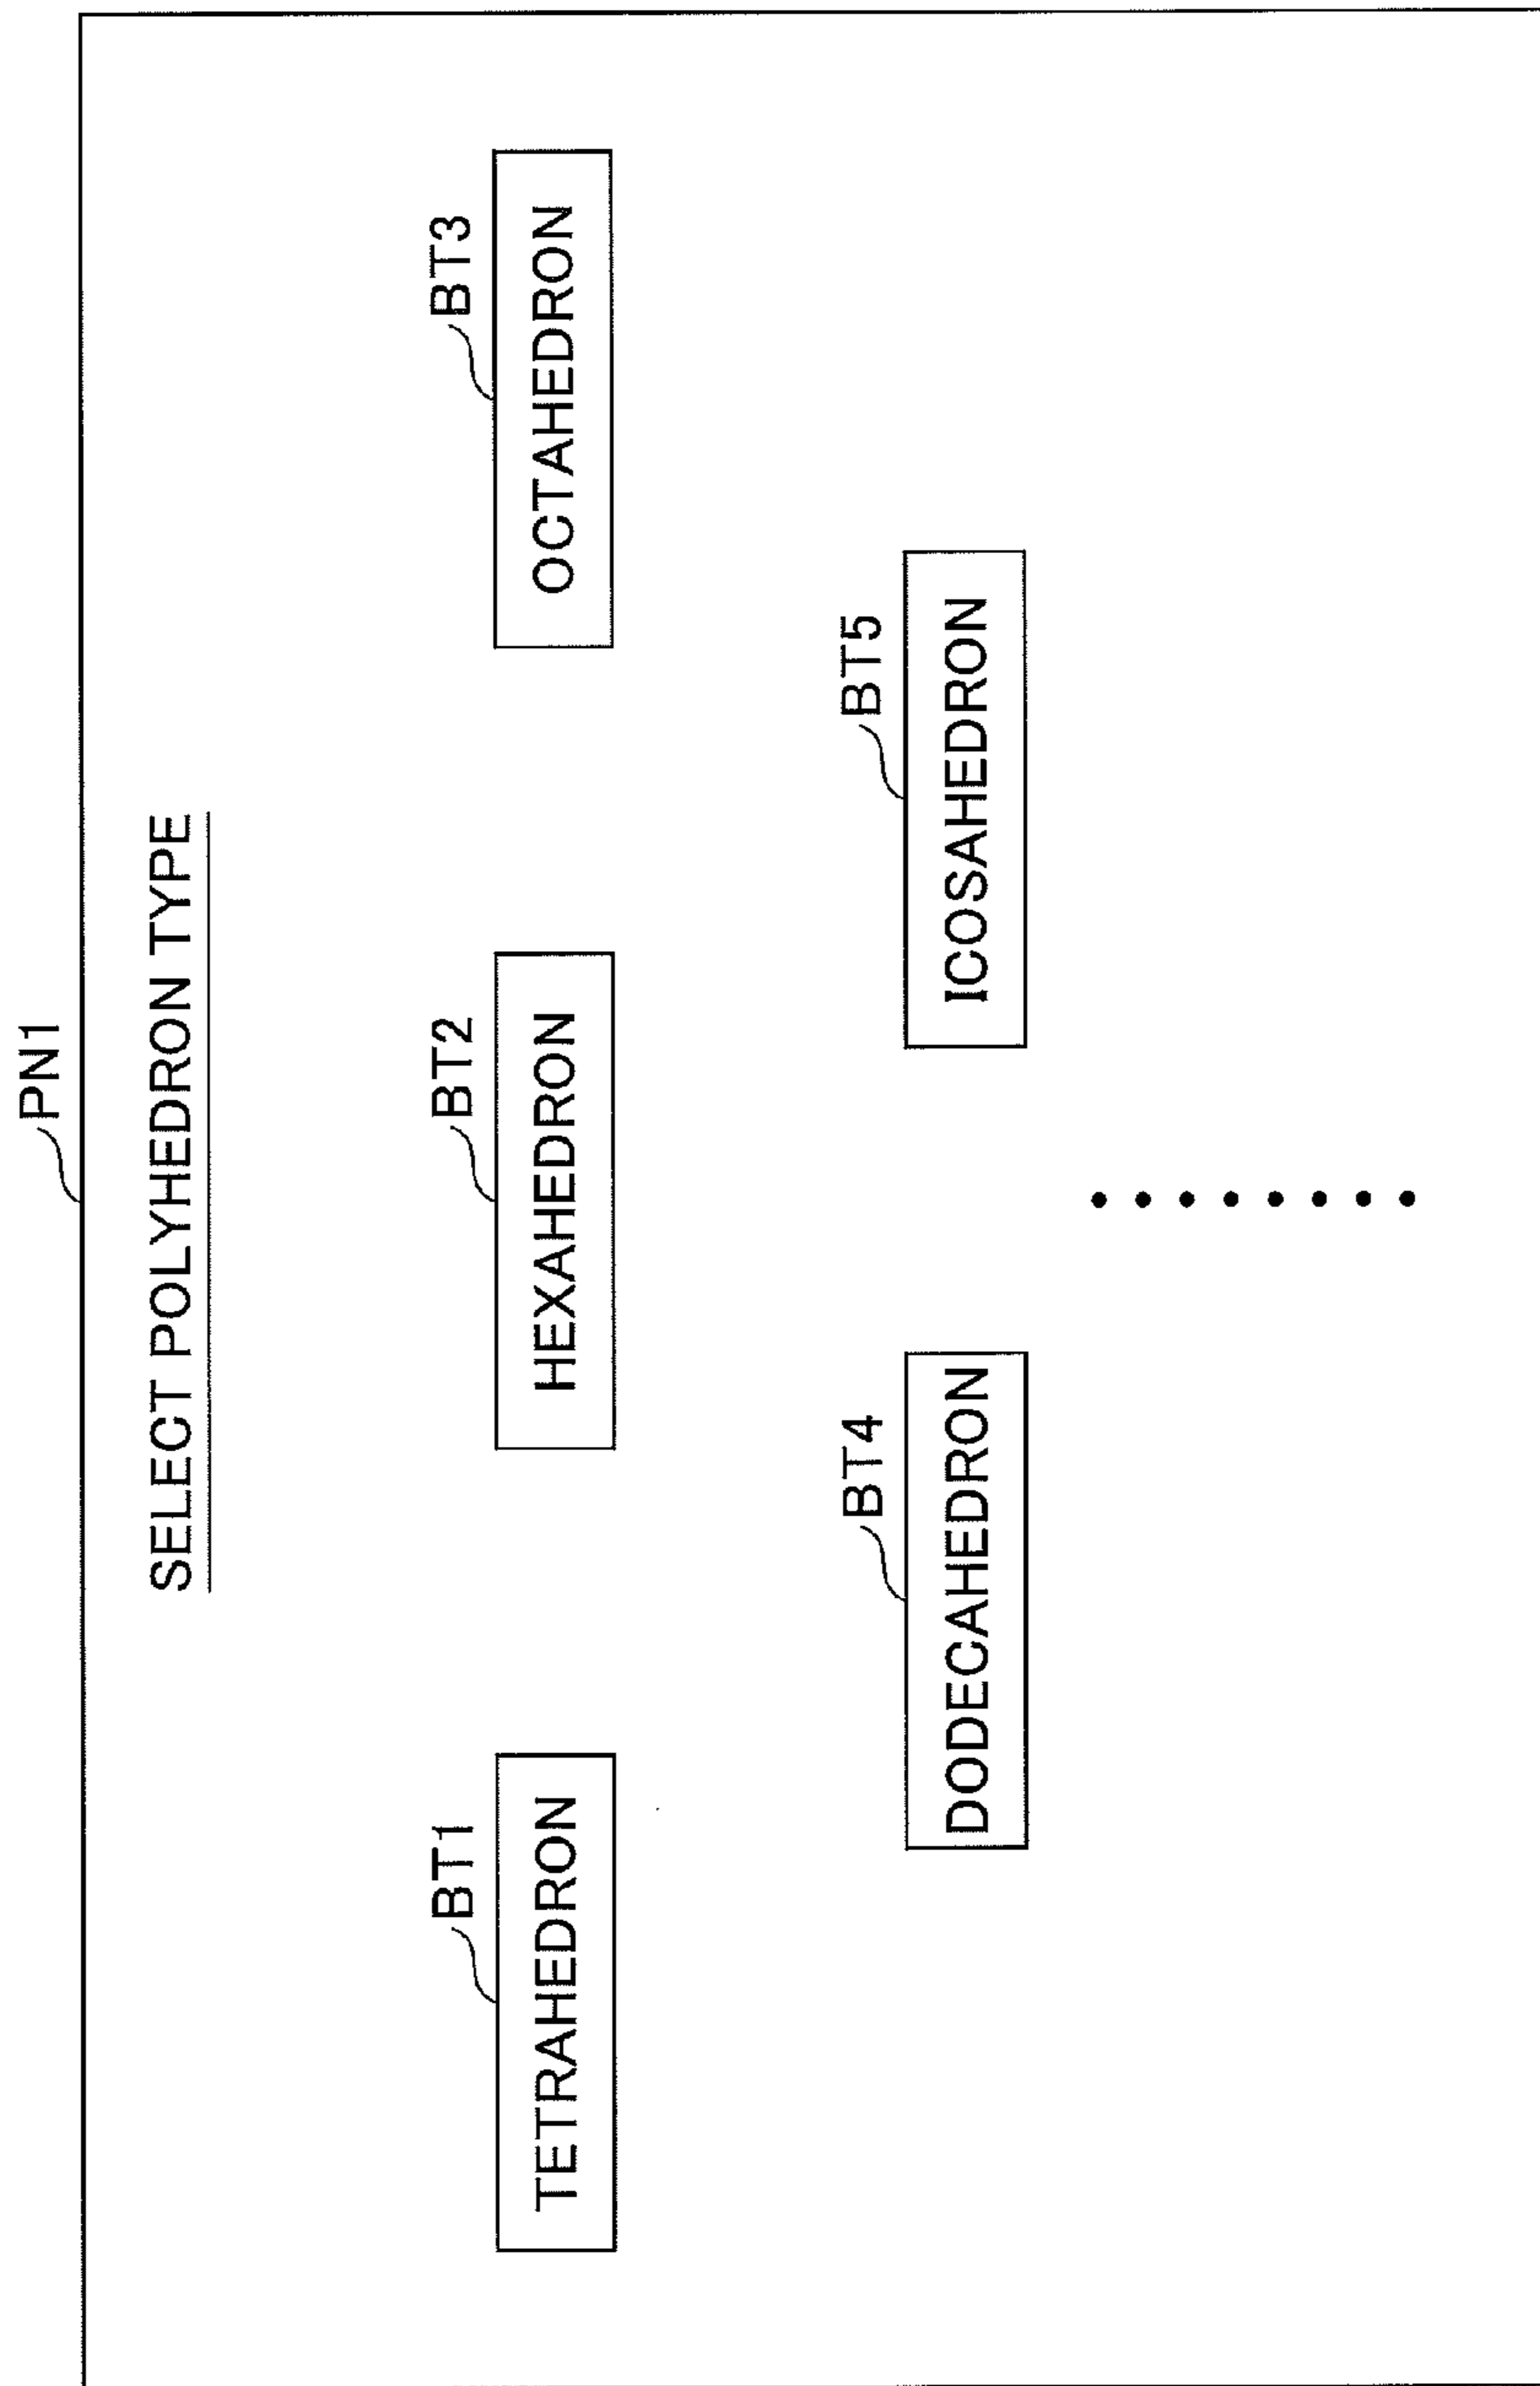 PN1
SELECT POLYHEDRON TYPE
BT1
BT2
BT3
TETRAHEDRON
HEXAHEDRON
OCTAHEDRON
BT4
BT5
DODECAHEDRON
ICOSAHEDRON